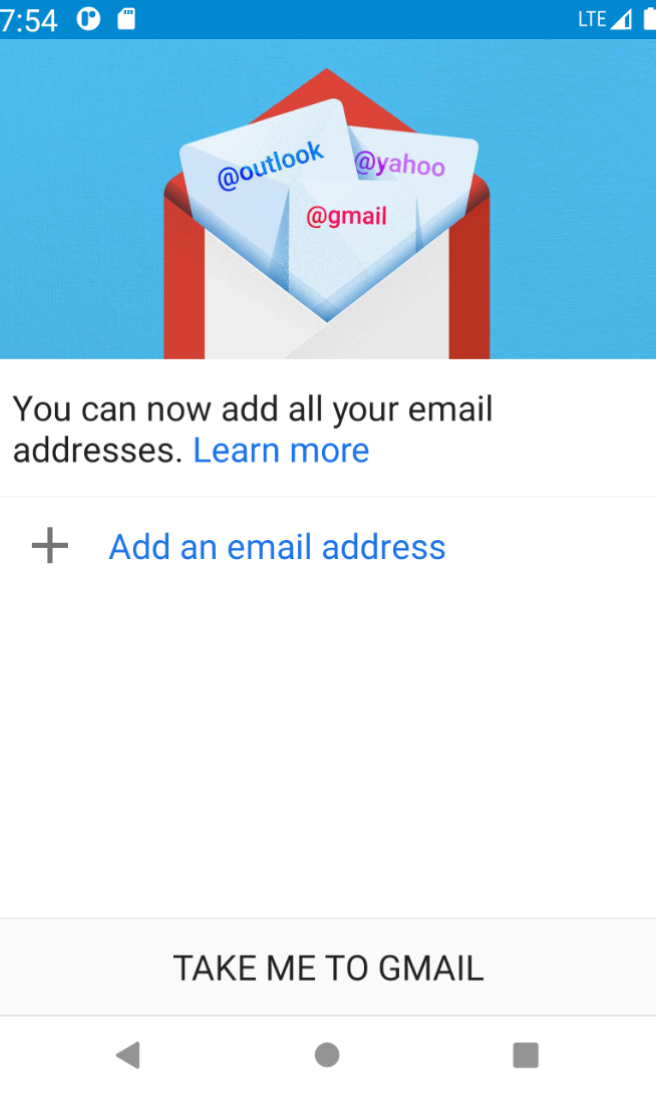 7:54 LTE
@outlook
@yahoo
@gmail
You can now add all your email
addresses. Learn more
Add an email address
TAKE ME TO GMAIL